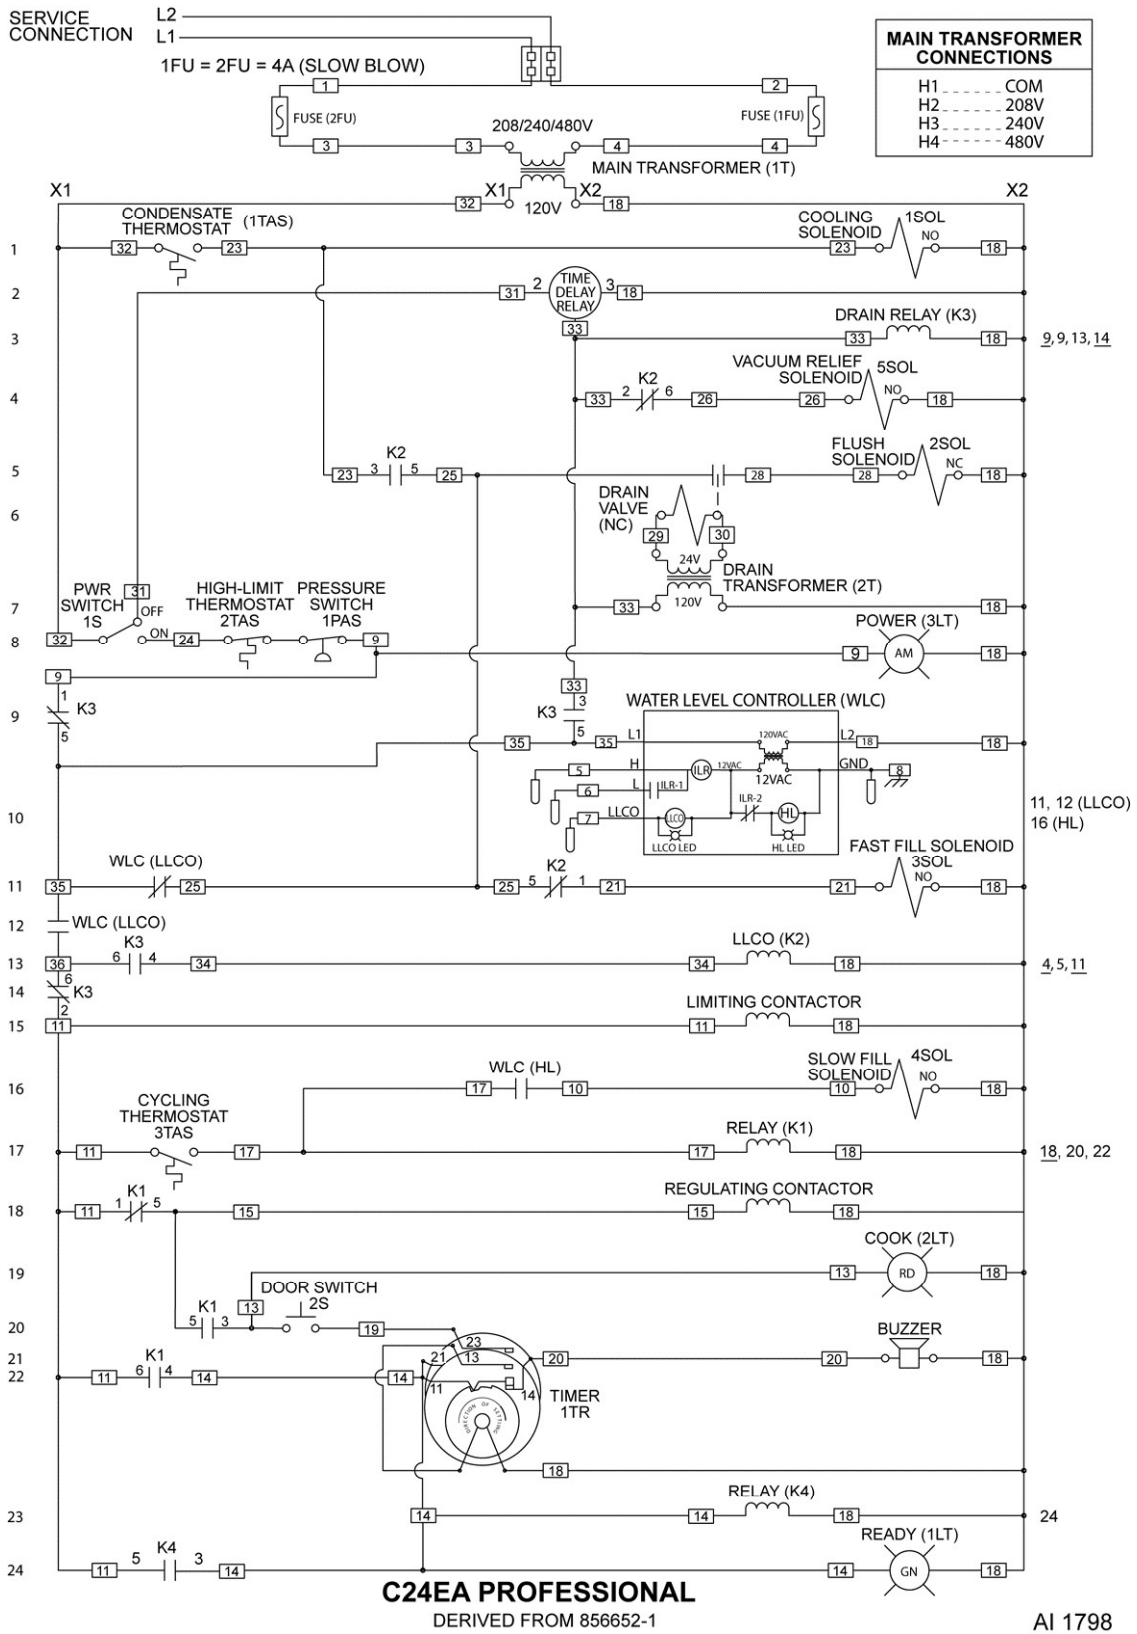 SERVICE CONNECTION
L2
L1
1FU = 2FU = 4A (SLOW BLOW)
MAIN TRANSFORMER CONNECTIONS
H1 COM
H2 208V
H3 240V
H4 480V
1 2
FUSE (2FU) FUSE (1FU)
208/240/480V
3 3 4 4
MAIN TRANSFORMER (1T)
X1 X1 X2 X2
32 120V 18
CONDENSATE THERMOSTAT (1TAS)
COOLING SOLENOID 1SOL
NO
1 32 23 23 18
2 31 2 TIME DELAY RELAY 3 18
33
DRAIN RELAY (K3)
3 33 18 9, 9, 13, 14
VACUUM RELIEF SOLENOID 5SOL
NO
K2
4 33 2 6 26 26 18
FLUSH SOLENOID 2SOL
NC
K2
5 23 3 5 25 28 28 18
6 DRAIN VALVE (NC)
29 30
24V
DRAIN TRANSFORMER (2T)
7 33 120V 18
31
PWR SWITCH 1S
OFF
ON
HIGH-LIMIT THERMOSTAT 2TAS
PRESSURE SWITCH 1PAS
POWER (3LT)
8 32 24 9 9 AM 18
9
1
9 K3
5
33
3
K3
5
WATER LEVEL CONTROLLER (WLC)
35 35 L1 120VAC L2 18 18
5 H ILR 12VAC 12VAC GND 8
6 L ILR-1
ILR-2
10 7 LLCO LLCO HL
LLCO LED HL LED
11, 12 (LLCO)
16 (HL)
WLC (LLCO)
K2
FAST FILL SOLENOID
3SOL
NO
11 35 25 25 5 1 21 21 18
12 WLC (LLCO)
K3
LLCO (K2)
13 36 6 4 34 34 18 4, 5, 11
6
14 K3
2
LIMITING CONTACTOR
15 11 11 18
WLC (HL)
SLOW FILL SOLENOID 4SOL
NO
16 17 10 10 18
CYCLING THERMOSTAT 3TAS
RELAY (K1)
17 11 17 17 18 18, 20, 22
K1
REGULATING CONTACTOR
18 11 1 5 15 15 18
COOK (2LT)
19 13 RD 18
DOOR SWITCH
2S
13
K1
20 5 3 19
BUZZER
21 21 23 13 20 20 18
K1
22 11 6 4 14 14 11 14
TIMER 1TR
DIRECTION OF SETTING
18
RELAY (K4)
23 14 14 18 24
K4
READY (1LT)
24 11 5 3 14 14 GN 18
C24EA PROFESSIONAL
DERIVED FROM 856652-1
AI 1798